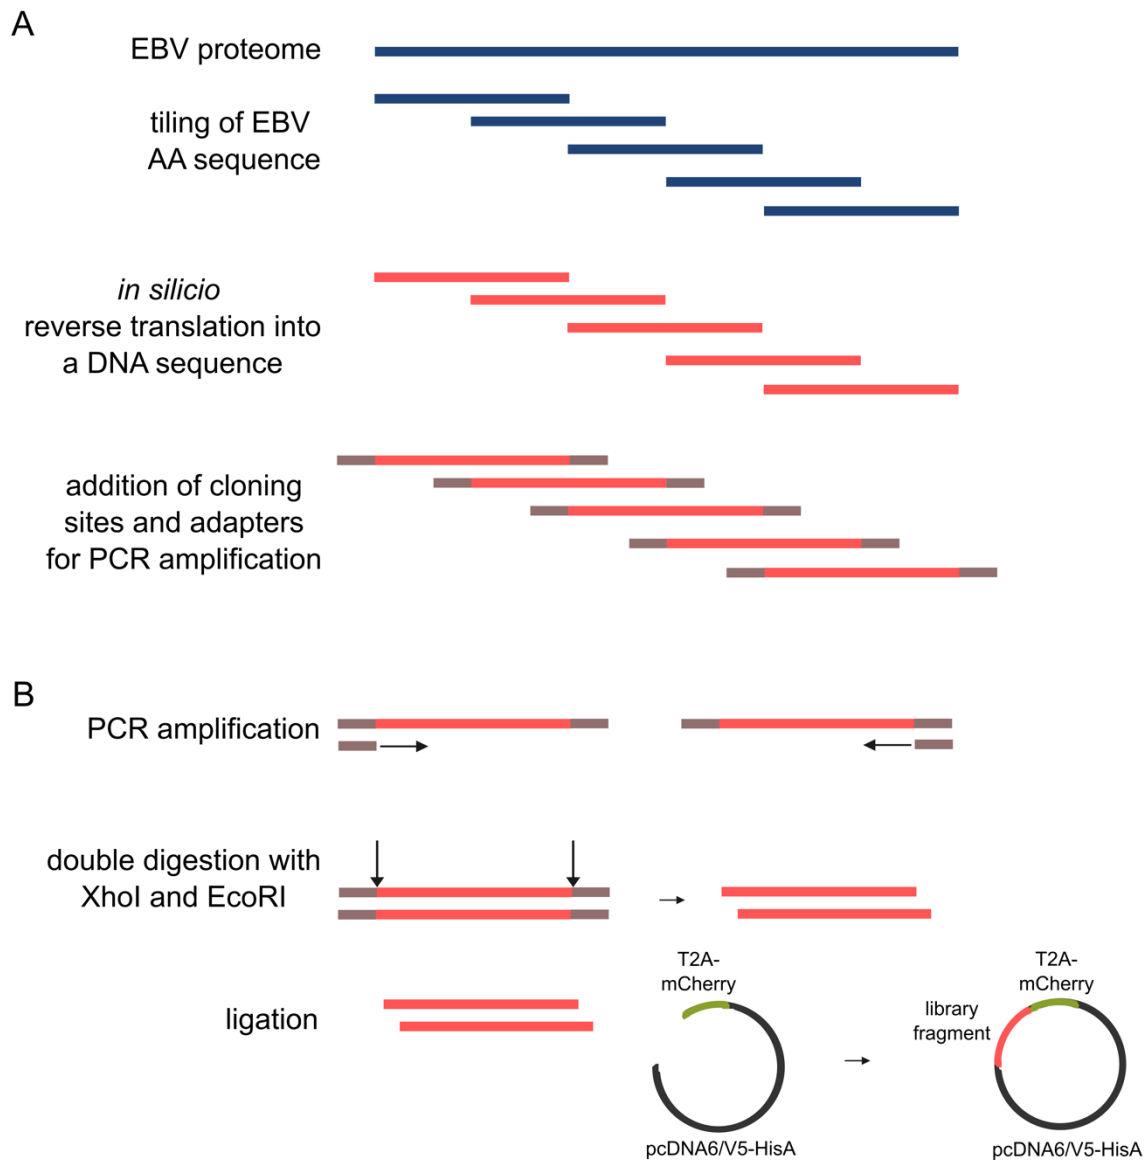 A
EBV proteome
tiling of EBV
AA sequence
in silicio
reverse translation into
a DNA sequence
addition of cloning
sites and adapters
for PCR amplification
B
PCR amplification
double digestion with
XhoI and EcoRI
ligation
T2A-
mCherry
pcDNA6/V5-HisA
T2A-
mCherry
library
fragment
pcDNA6/V5-HisA